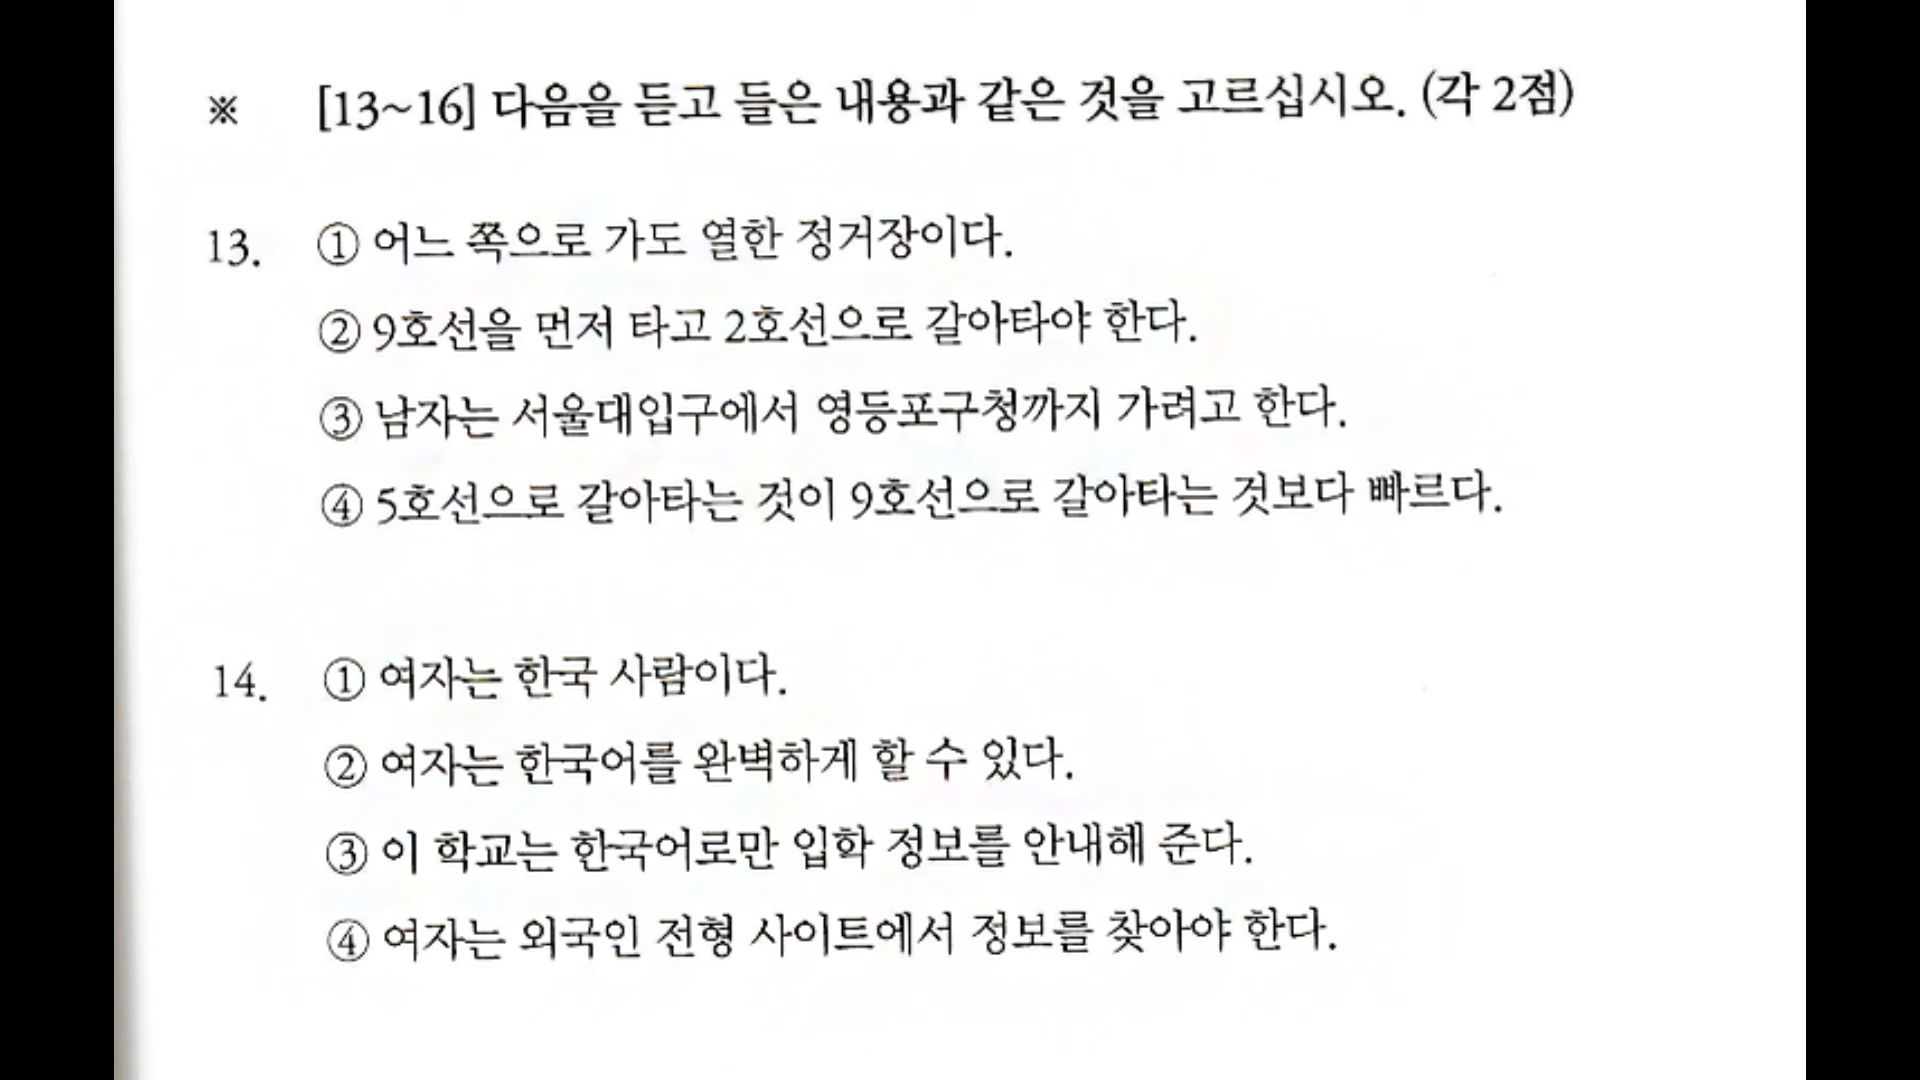 ※ [13~16] 다음을 듣고 들은 내용과 같은 것을 고르십시오. (각 2점)
13. ① 어느 쪽으로 가도 열한 정거장이다.
② 9호선을 먼저 타고 2호선으로 갈아타야 한다.
③ 남자는 서울대입구에서 영등포구청까지 가려고 한다.
④ 5호선으로 갈아타는 것이 9호선으로 갈아타는 것보다 빠르다.
14. ① 여자는 한국 사람이다.
② 여자는 한국어를 완벽하게 할 수 있다.
③ 이 학교는 한국어로만 입학 정보를 안내해 준다.
④ 여자는 외국인 전형 사이트에서 정보를 찾아야 한다.